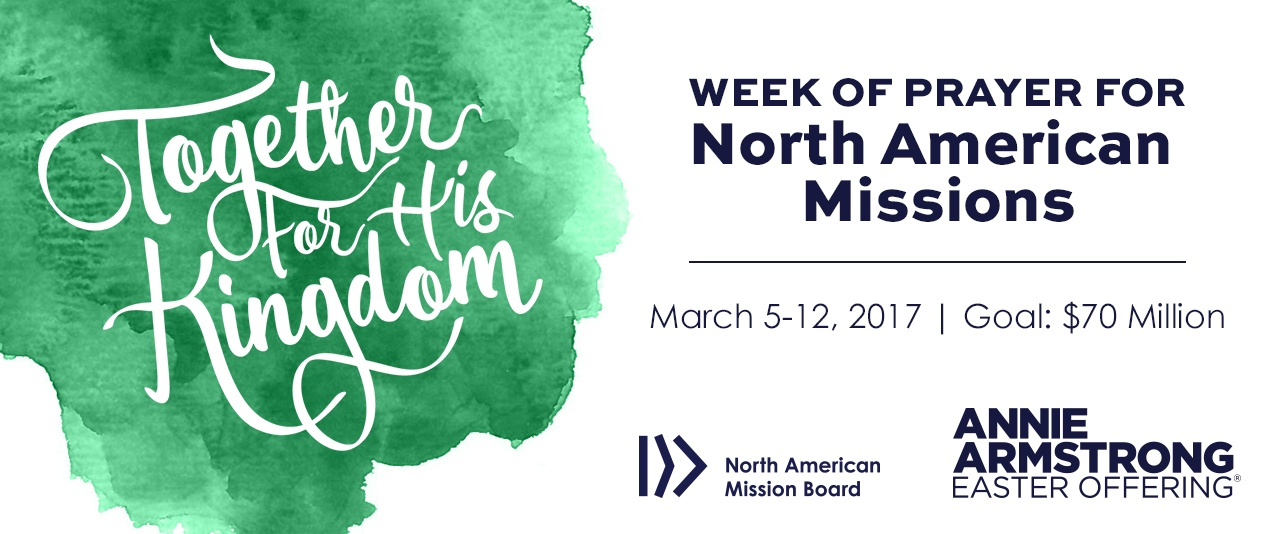 Together
For His
Kingdom
WEEK OF PRAYER FOR
North American
Missions
March 5-12, 2017 | Goal: $70 Million
North American
Mission Board
ANNIE
ARMSTRONG
EASTER OFFERING®